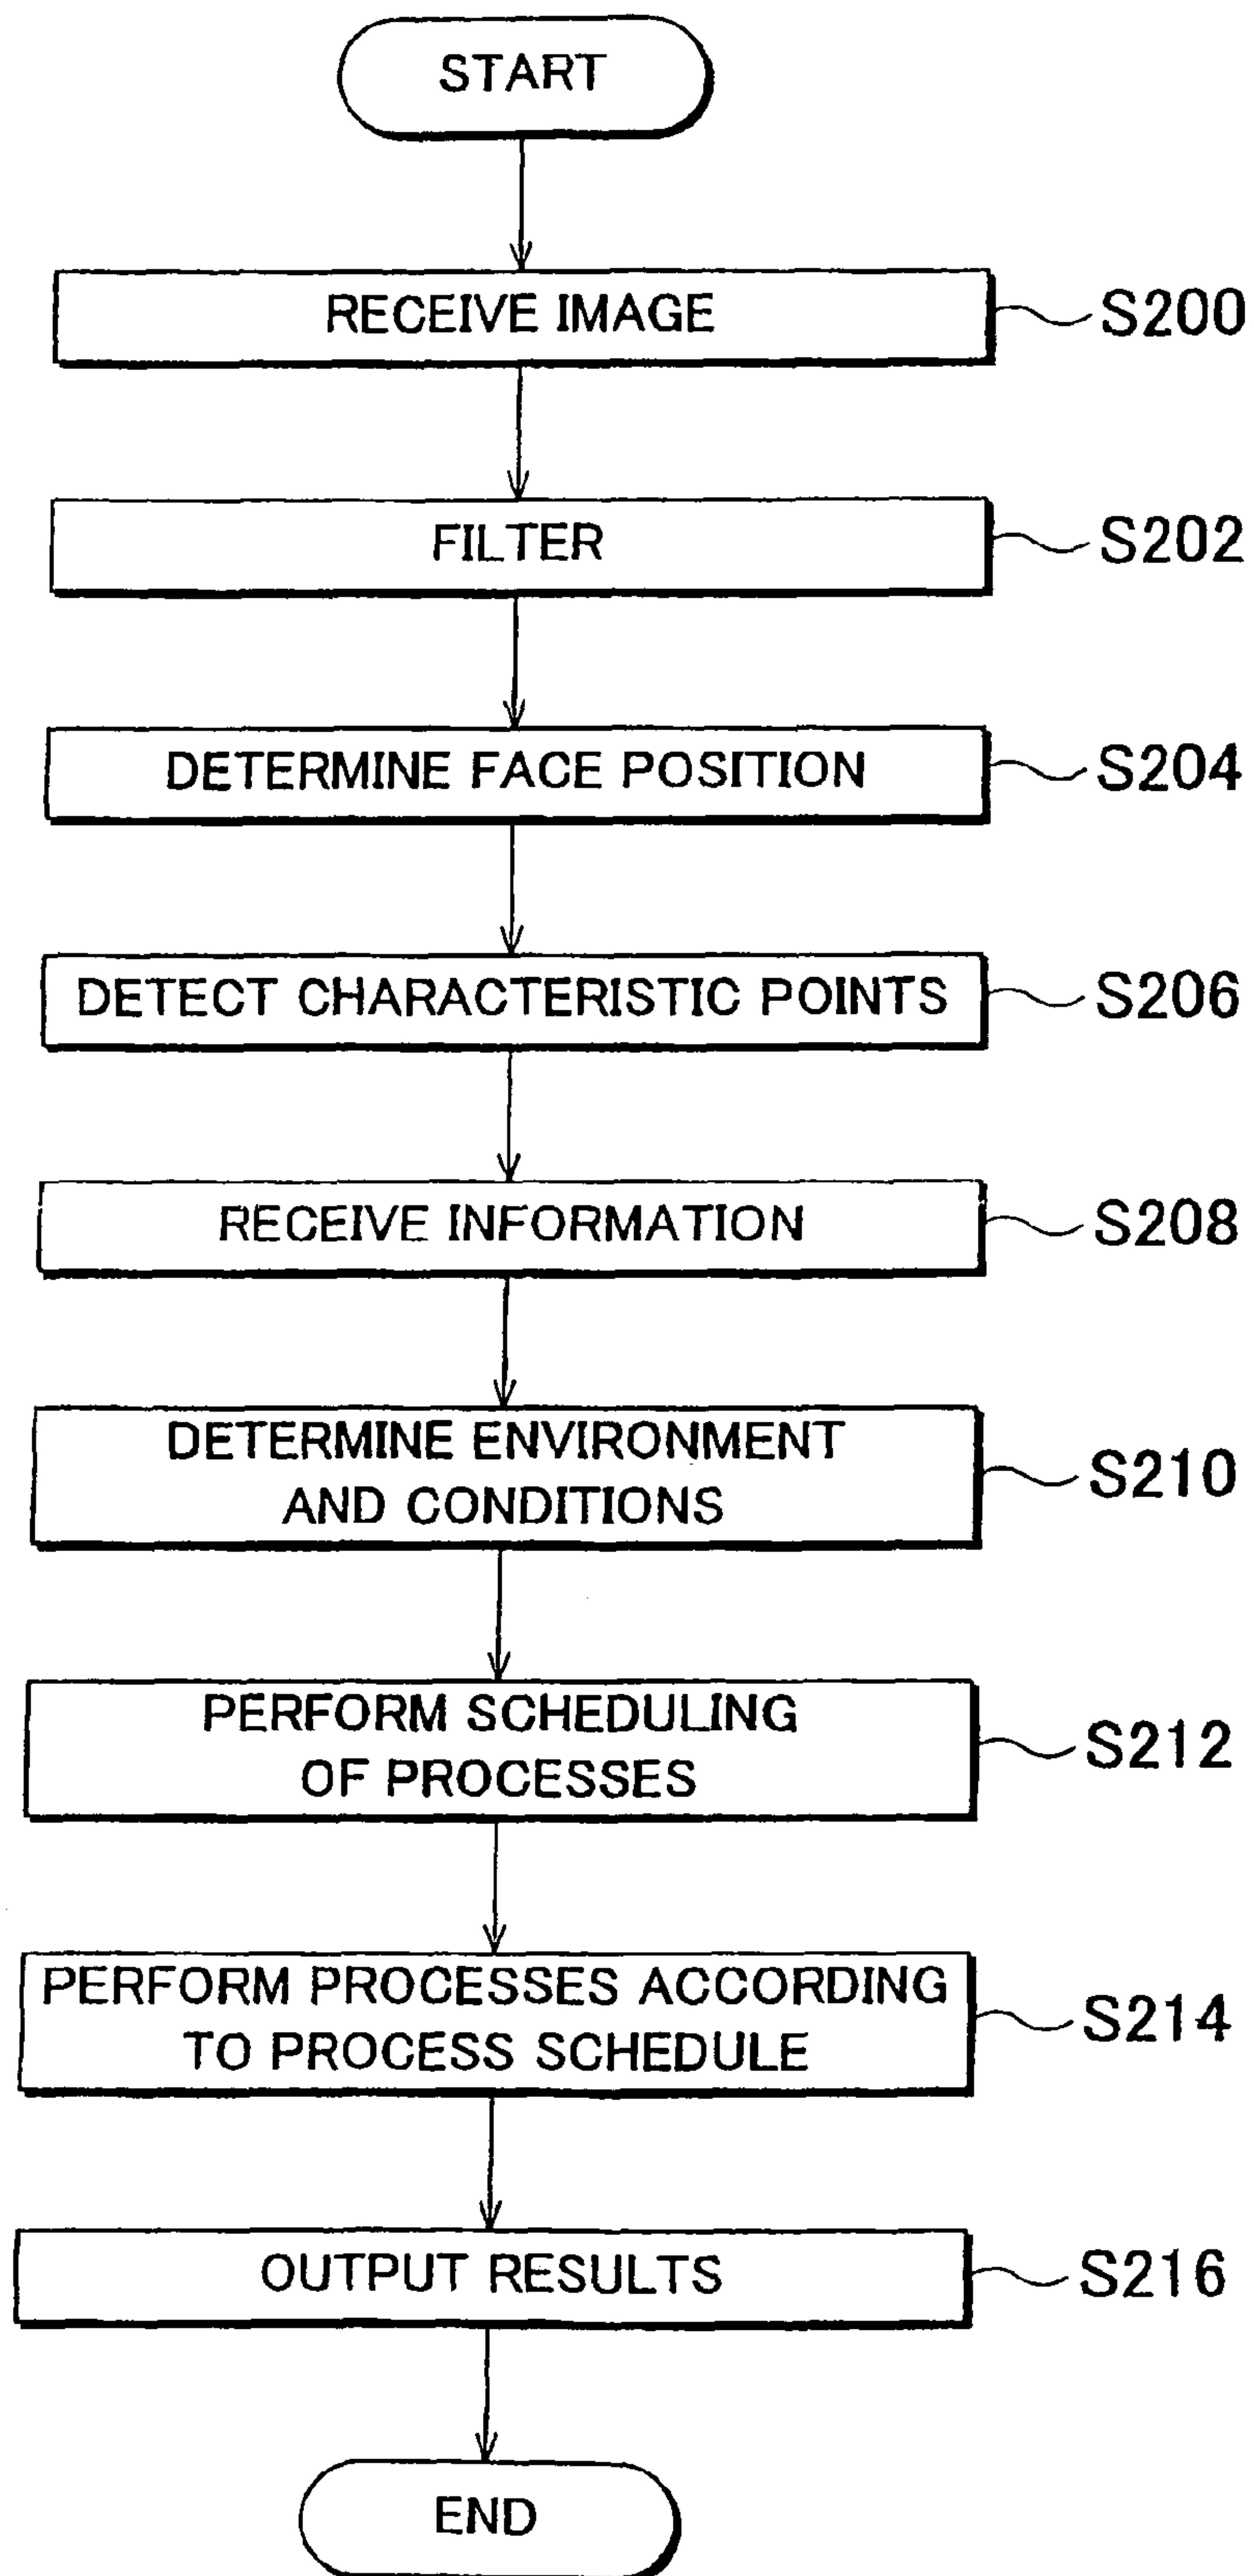 START
RECEIVE IMAGE
S200
FILTER
S202
DETERMINE FACE POSITION
S204
DETECT CHARACTERISTIC POINTS
S206
RECEIVE INFORMATION
S208
DETERMINE ENVIRONMENT
AND CONDITIONS
S210
PERFORM SCHEDULING
OF PROCESSES
S212
PERFORM PROCESSES ACCORDING
TO PROCESS SCHEDULE
S214
OUTPUT RESULTS
S216
END